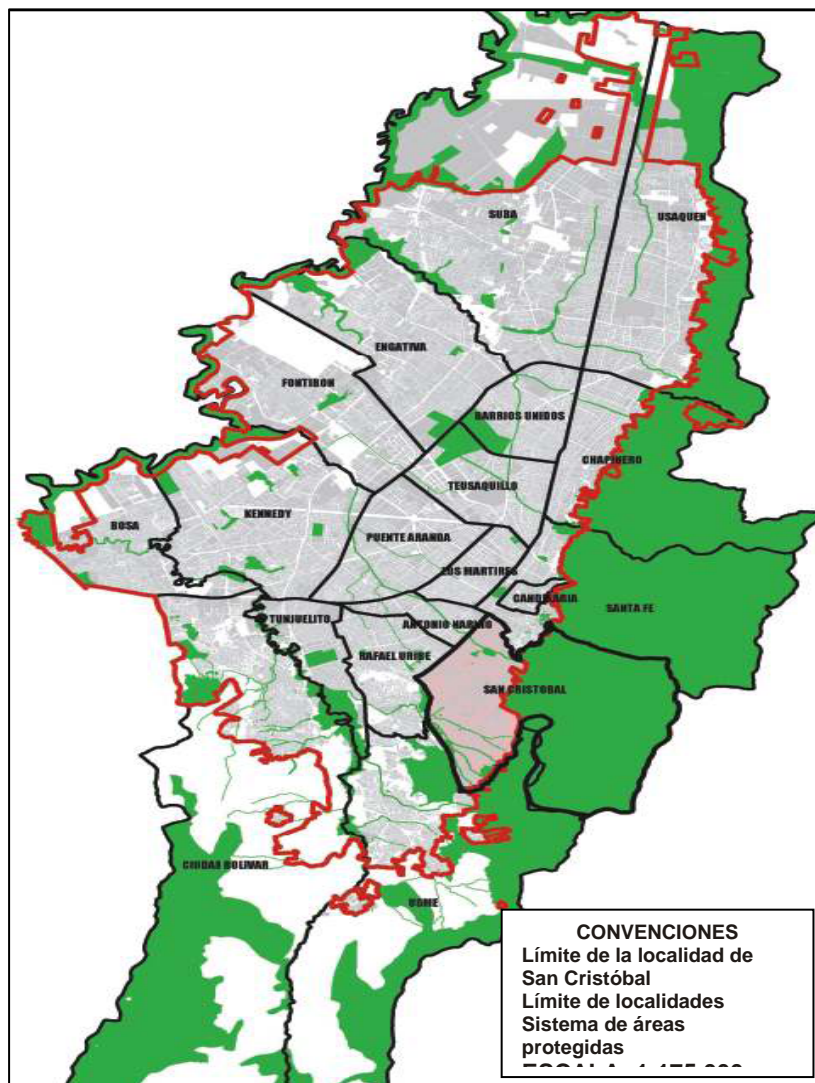 SUBA
USAQUEN
ENGATIVA
FONTIBON
BARRIOS UNIDOS
CHAPINERO
TEUSAQUILLO
KENNEDY
BOSA
PUENTE ARANDA
LOS MARTIRES
CANDELARIA
SANTA FE
TUNJUELITO
ANTONIO NARIÑO
RAFAEL URIBE
SAN CRISTOBAL
CIUDAD BOLIVAR
USME
CONVENCIONES
Límite de la localidad de
San Cristóbal
Límite de localidades
Sistema de áreas
protegidas